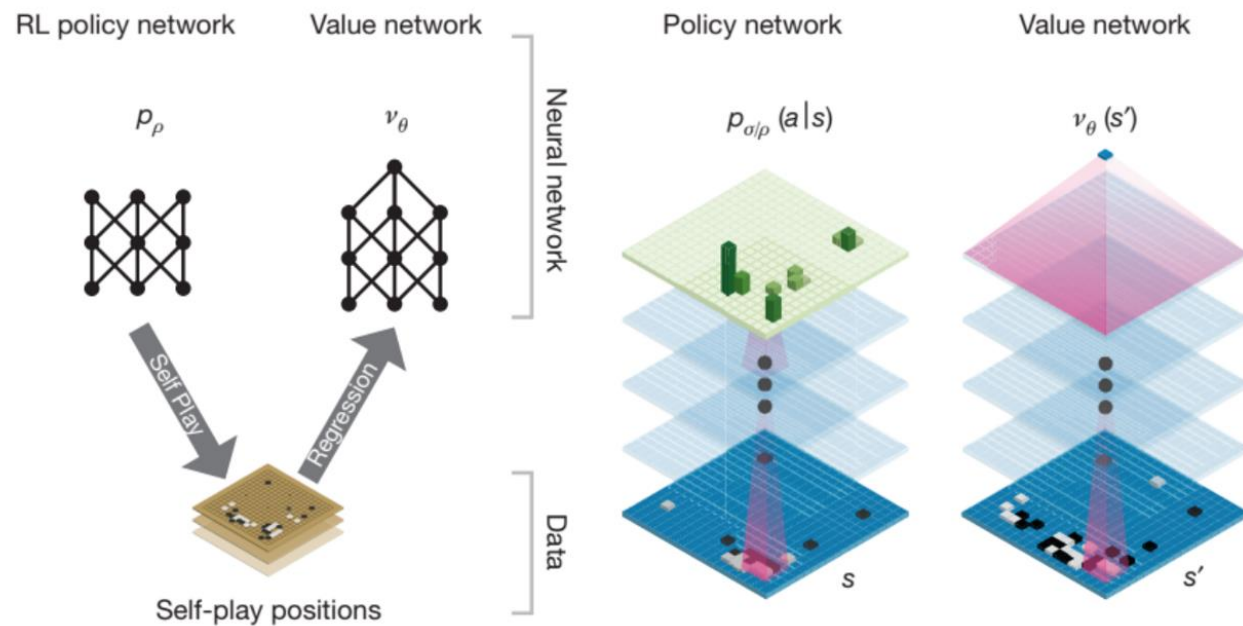 RL policy network
Value network
Policy network
Value network
pρ
νθ
pσ/ρ (a|s)
νθ (s′)
Neural network
Self Play
Regression
Data
s
s′
Self-play positions